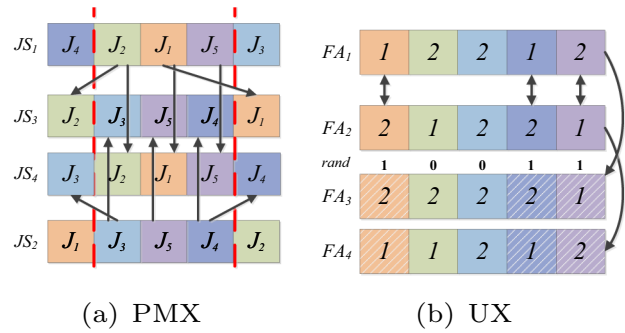 JS1 J4 J2 J1 J5 J3
JS3 J2 J3 J5 J4 J1
JS4 J3 J2 J1 J5 J4
JS2 J1 J3 J5 J4 J2
(a) PMX
FA1 1 2 2 1 2
FA2 2 1 2 2 1
rand 1 0 0 1 1
FA3 2 2 2 2 1
FA4 1 1 2 1 2
(b) UX